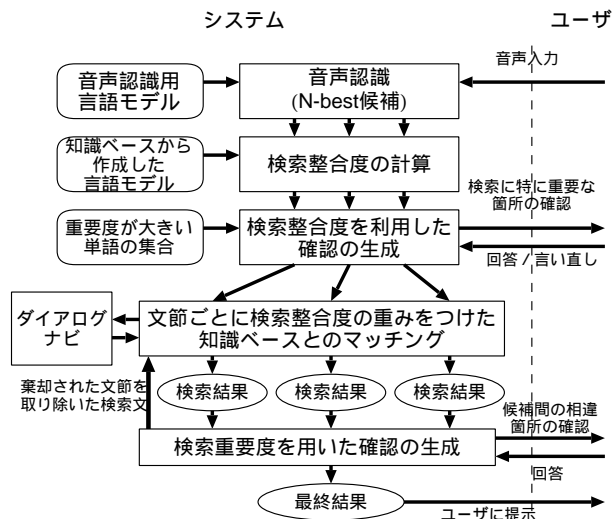 システム
ユーザ
音声認識用
言語モデル
音声認識
(N-best候補)
音声入力
知識ベースから
作成した
言語モデル
検索整合度の計算
重要度が大きい
単語の集合
検索整合度を利用した
確認の生成
検索に特に重要な
箇所の確認
回答 / 言い直し
ダイアログ
ナビ
文節ごとに検索整合度の重みをつけた
知識ベースとのマッチング
棄却された文節を
取り除いた検索文
検索結果
検索結果
検索結果
候補間の相違
箇所の確認
検索重要度を用いた確認の生成
回答
最終結果
ユーザに提示